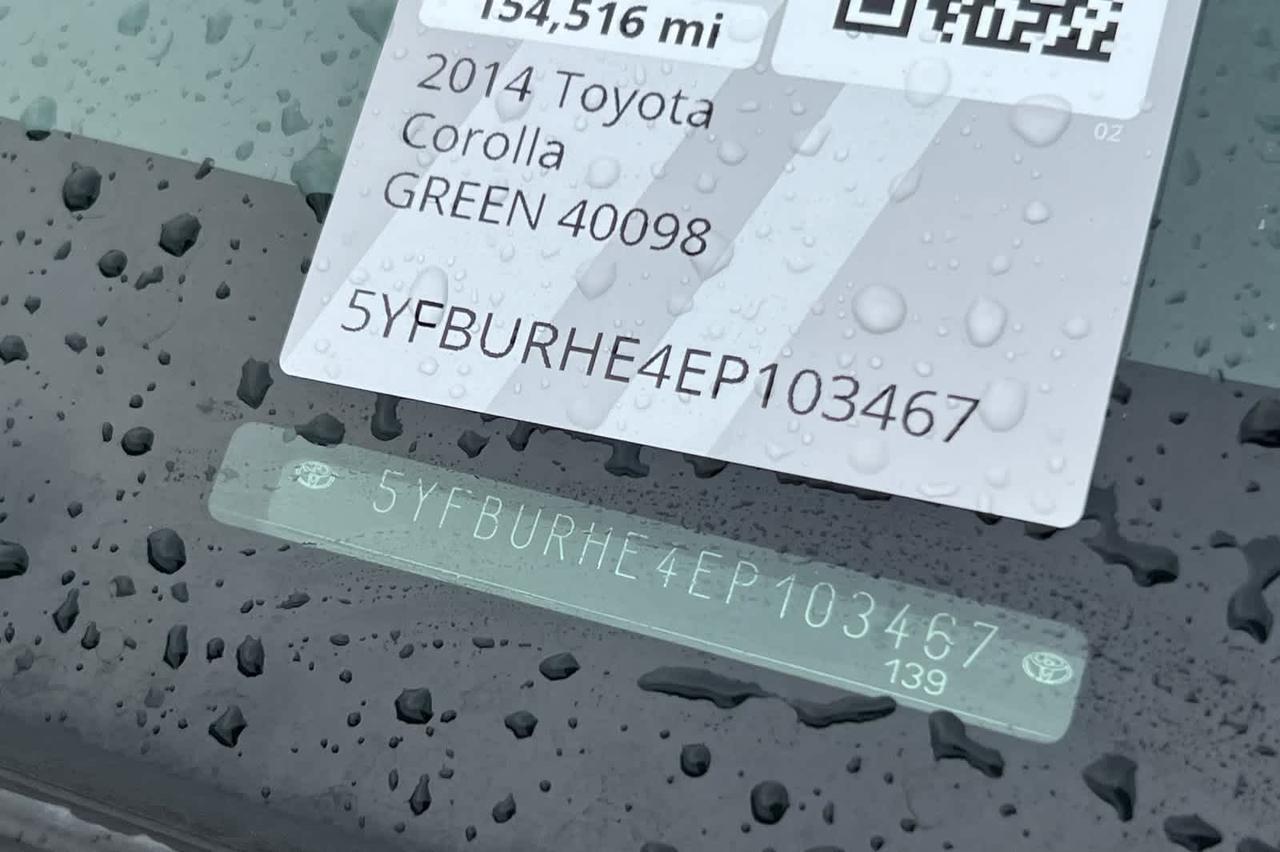 154,516 mi
02
2014 Toyota
Corolla
GREEN 40098
5YFBURHE4EP103467
5YFBURHE4EP103467
139